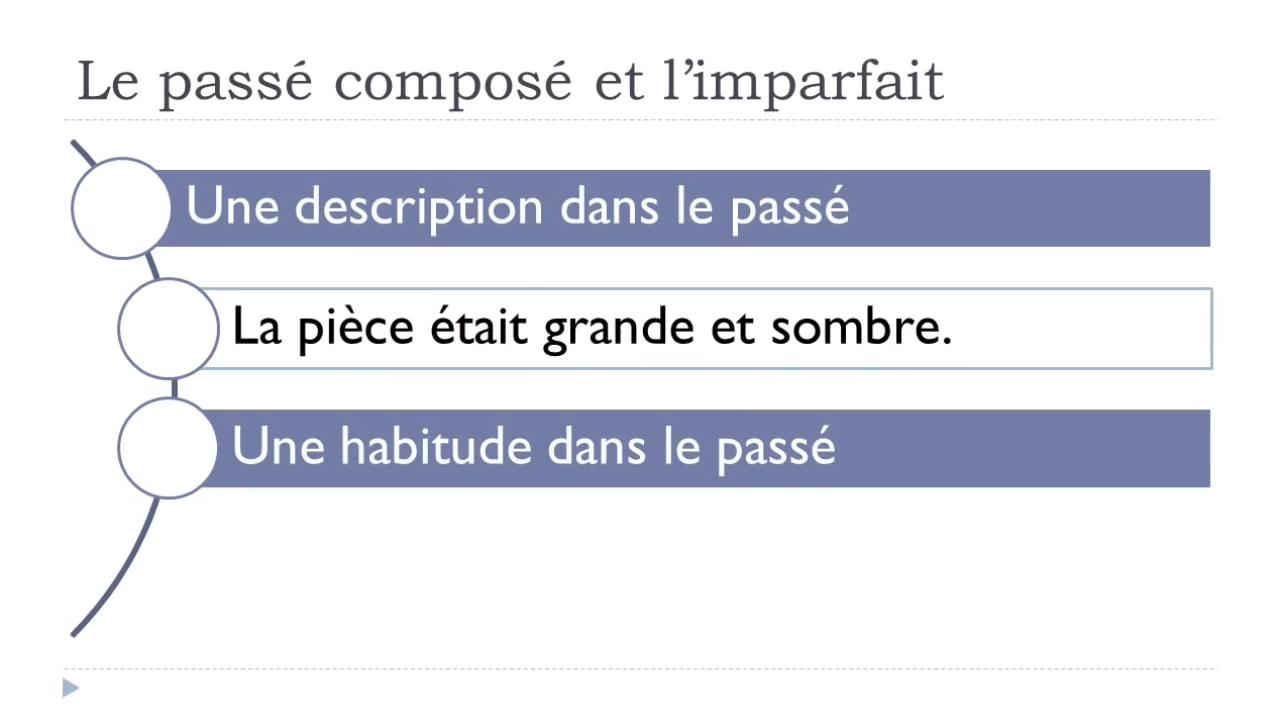 Le passé composé et l’imparfait
Une description dans le passé
La pièce était grande et sombre.
Une habitude dans le passé